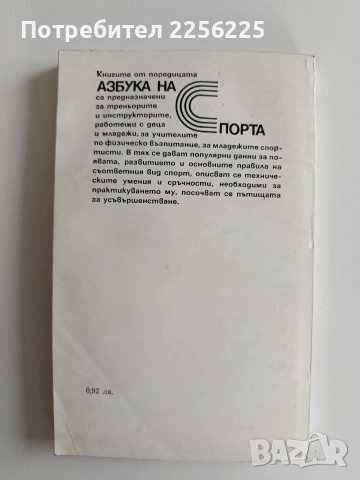 Потребител 2256225
Книгите от поредицата
АЗБУКА НА
СПОРТА
са предназначени
за треньорите
и инструкторите,
работещи с деца
и младежи, за учителите
по физическо възпитание, за младежите спор-
тисти. В тях се дават популярни данни за по-
явата, развитието и основните правила на
съответния вид спорт, описват се техниче-
ските умения и сръчности, необходими за
практикуването му, посочват се пътищата
за усъвършенстване.
0,92 лв.
BAZAR